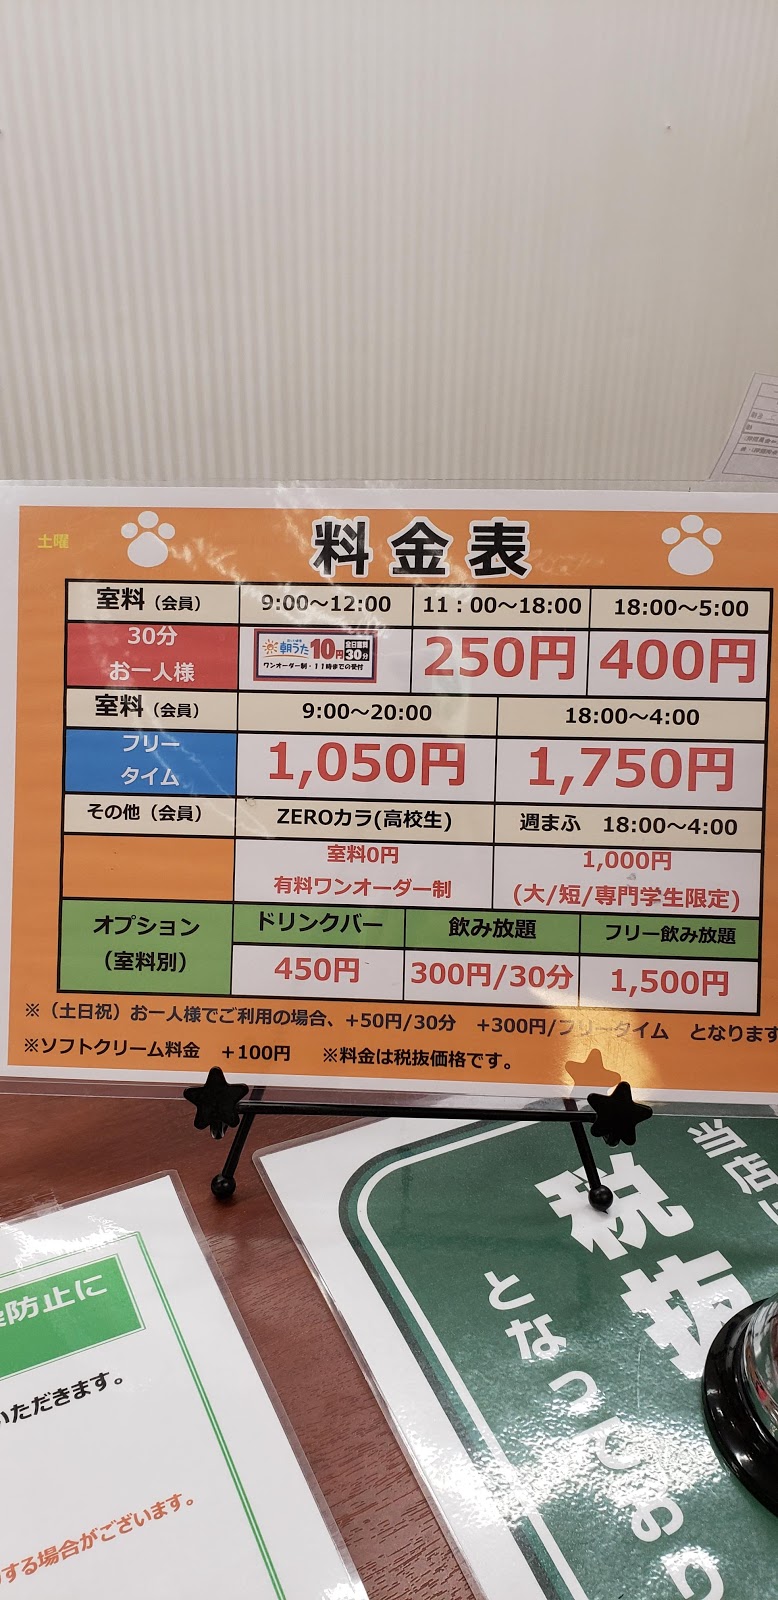 土曜
料金表
室料（会員） 9:00～12:00 11：00～18:00 18:00～5:00
30分
お一人様
朝うた10円 全日室料 30分
ワンオーダー制・11時までの受付
250円 400円
室料（会員） 9:00～20:00 18:00～4:00
フリー
タイム
1,050円 1,750円
その他（会員） ZEROカラ(高校生) 週まふ 18:00～4:00
室料0円
有料ワンオーダー制
1,000円
(大/短/専門学生限定)
オプション
（室料別）
ドリンクバー 飲み放題 フリー飲み放題
450円 300円/30分 1,500円
※（土日祝）お一人様でご利用の場合、+50円/30分 +300円/フリータイム となります
※ソフトクリーム料金 +100円 ※料金は税抜価格です。
防止に
いただきます。
する場合がございます。
当店
税抜
となっており